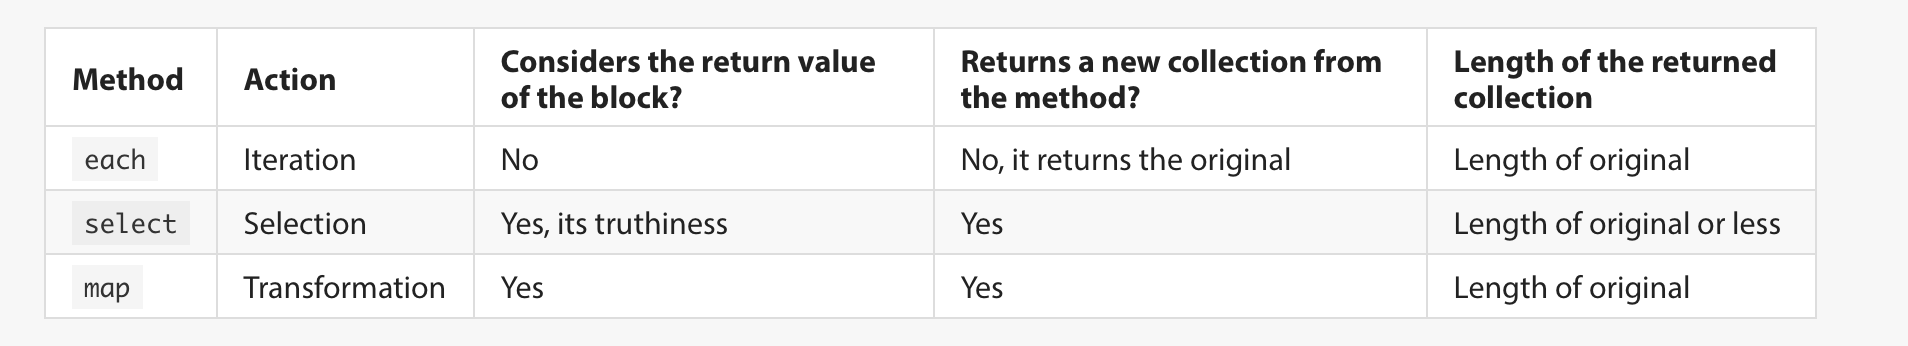 Method Action Considers the return value of the block? Returns a new collection from the method? Length of the returned collection
each Iteration No No, it returns the original Length of original
select Selection Yes, its truthiness Yes Length of original or less
map Transformation Yes Yes Length of original